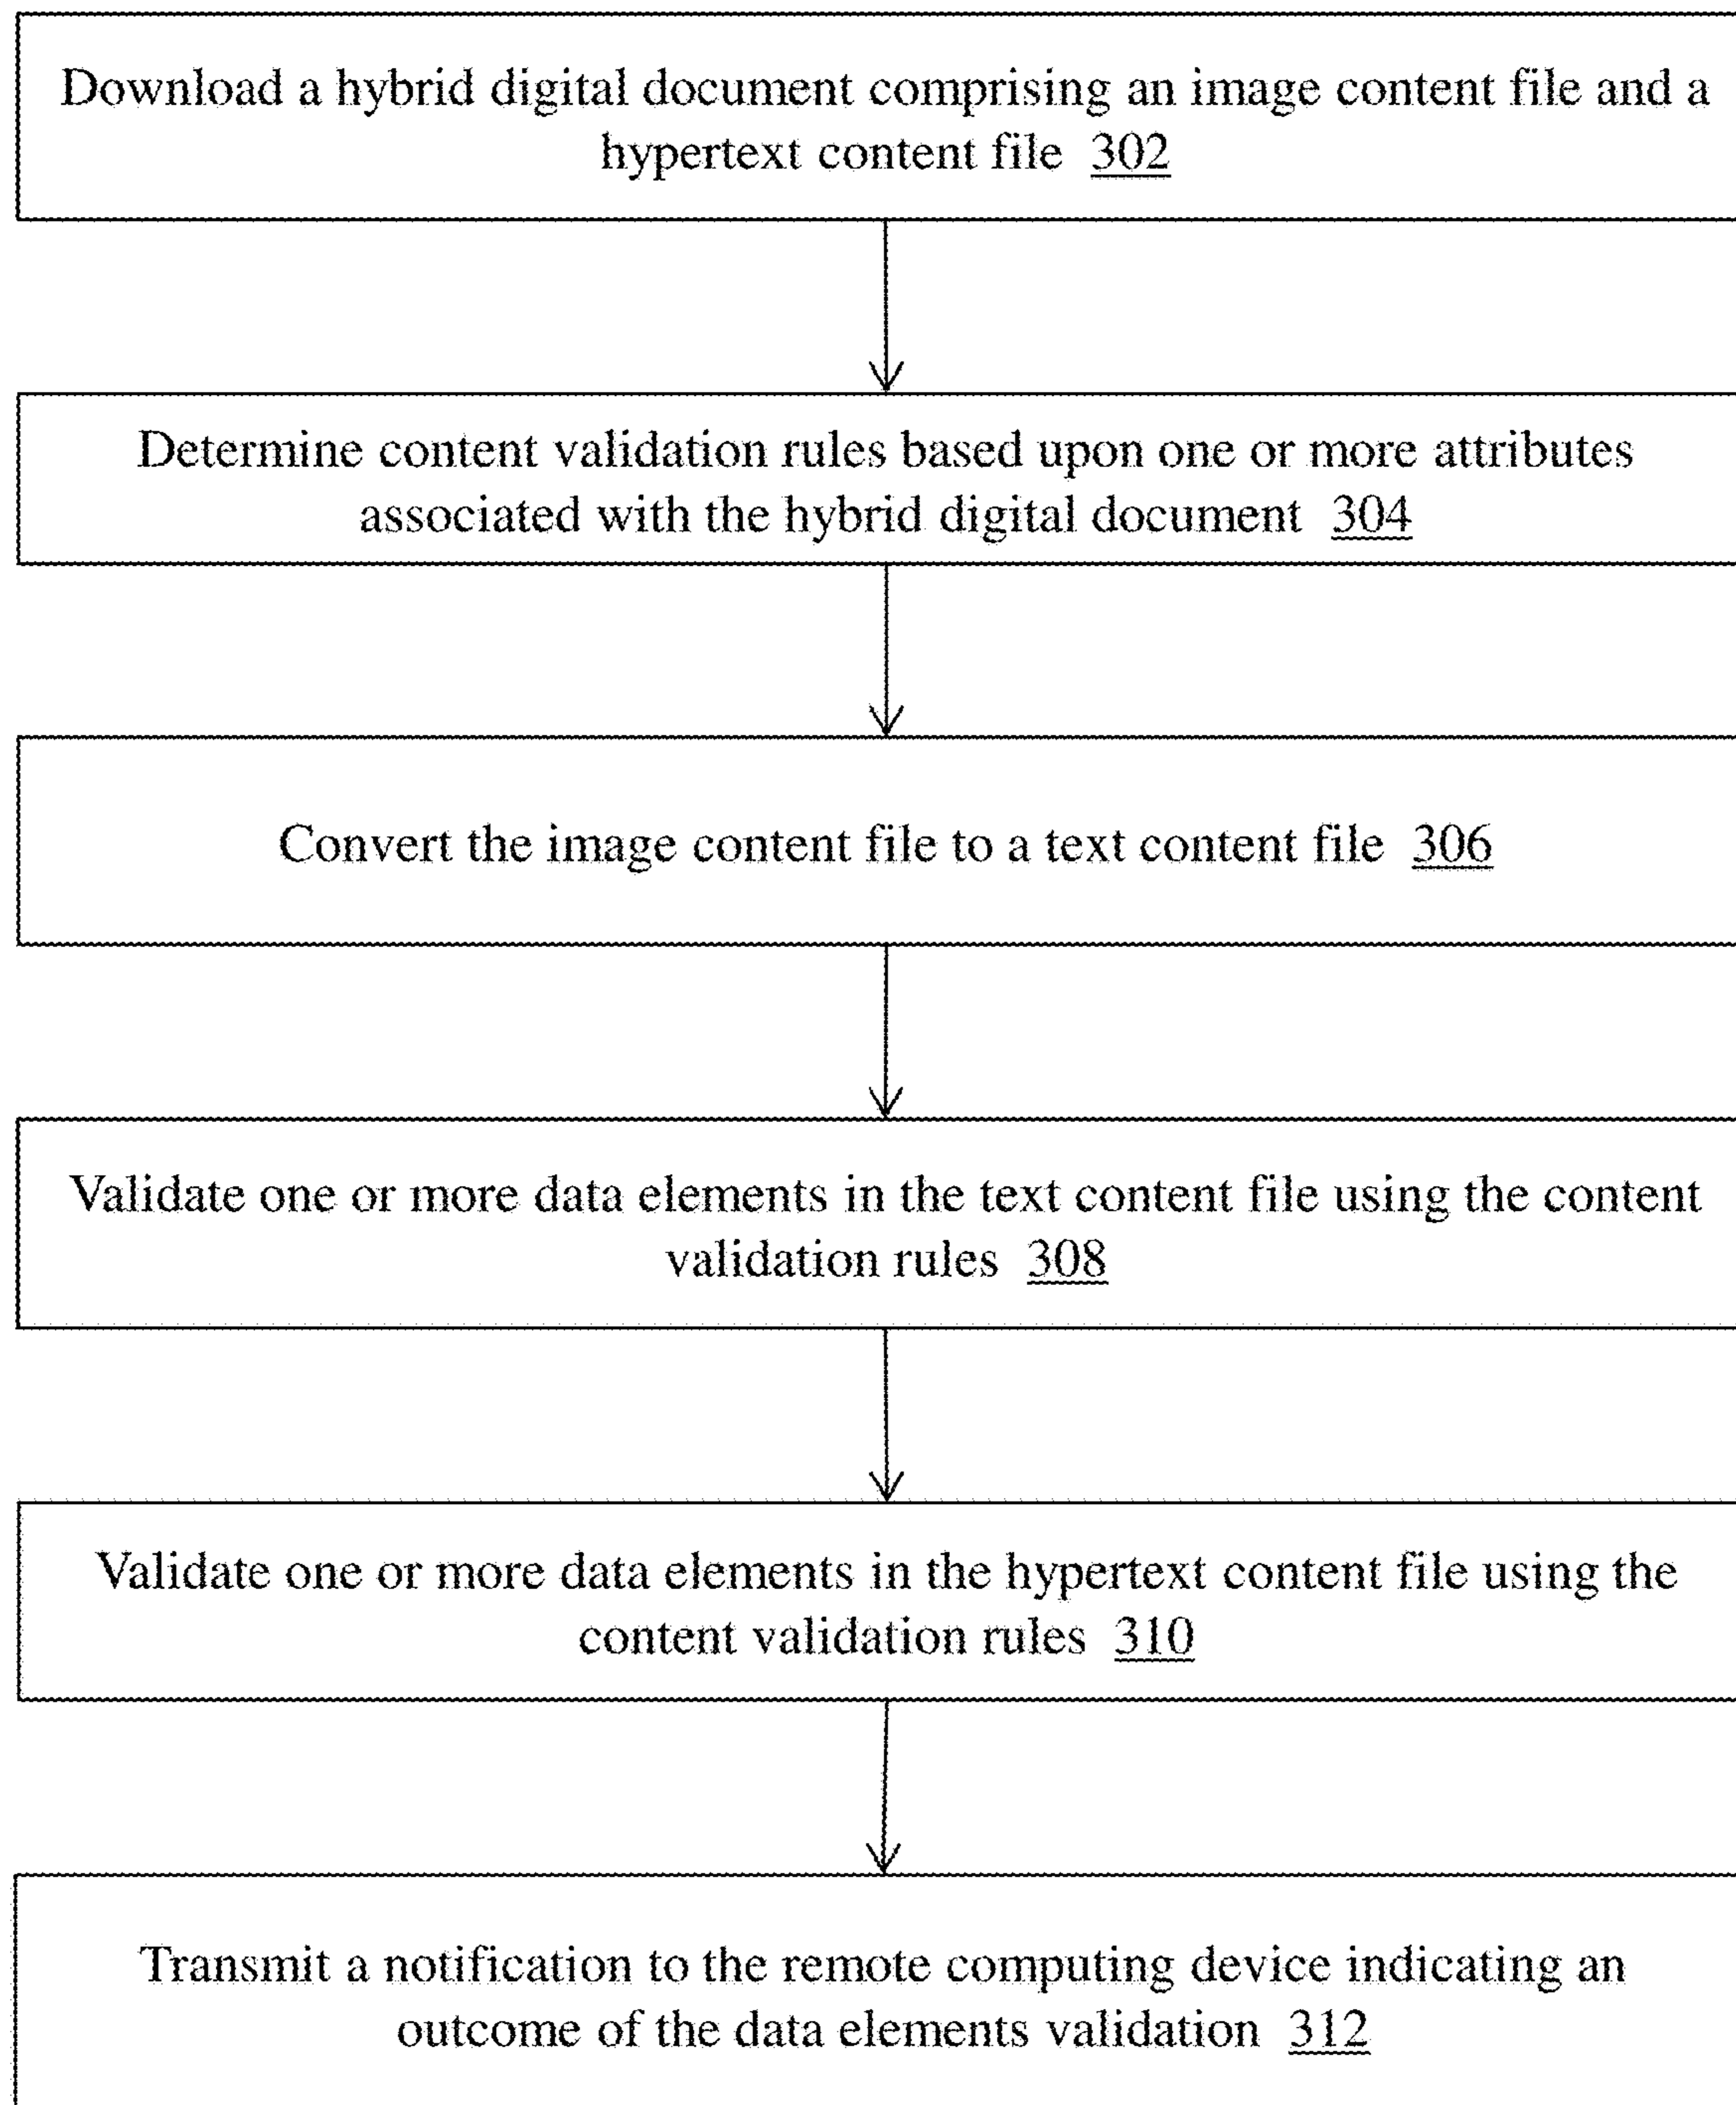 Download a hybrid digital document comprising an image content file and a
hypertext content file 302
Determine content validation rules based upon one or more attributes
associated with the hybrid digital document 304
Convert the image content file to a text content file 306
Validate one or more data elements in the text content file using the content
validation rules 308
Validate one or more data elements in the hypertext content file using the
content validation rules 310
Transmit a notification to the remote computing device indicating an
outcome of the data elements validation 312